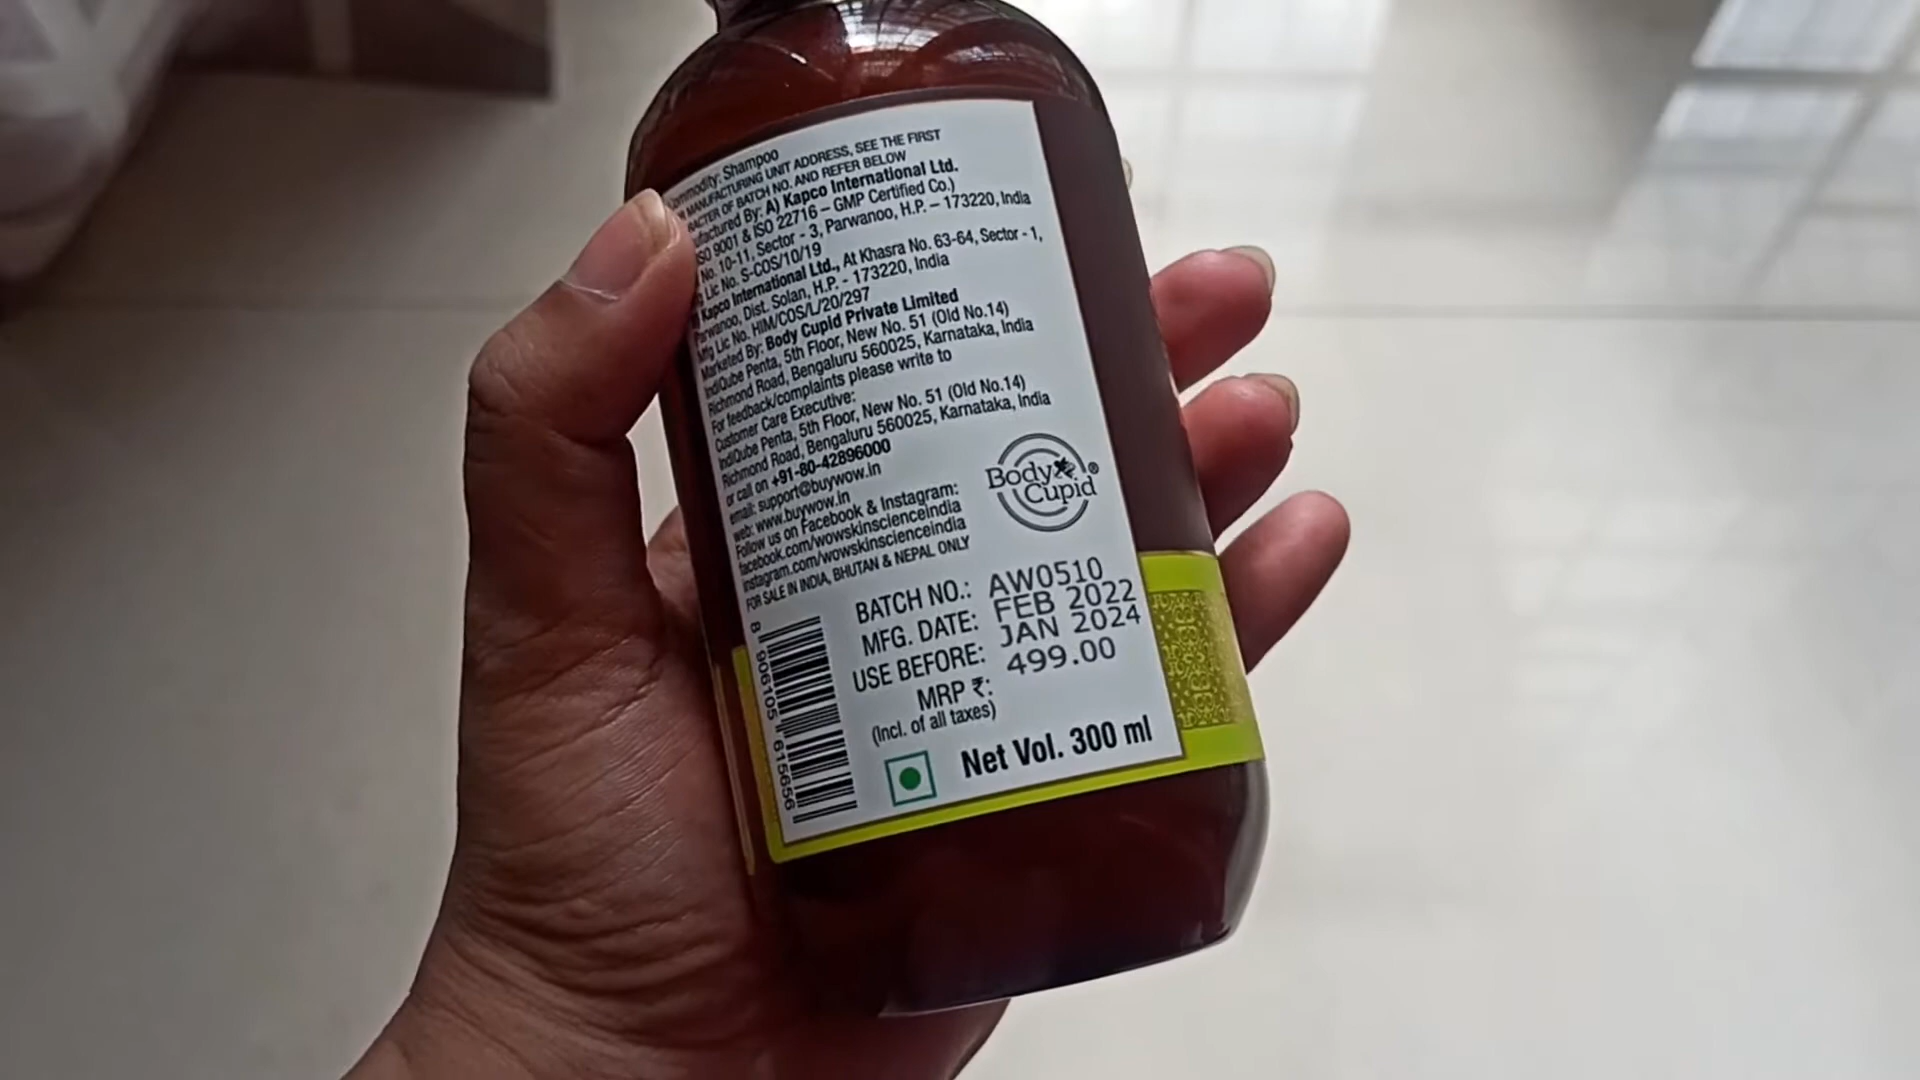 Commodity: Shampoo
MANUFACTURING UNIT ADDRESS, SEE THE FIRST
OF BATCH NO. AND REFER BELOW
By: A) Kapco International Ltd.
ISO 9001 & ISO 22716 – GMP Certified Co.)
No. 10-11, Sector - 3, Parwanoo, H.P. – 173220, India
Lic No. S-COS/10/19
Kapco International Ltd., At Khasra No. 63-64, Sector - 1,
Parwanoo, Dist. Solan, H.P. - 173220, India
Mfg Lic No. HIM/COS/L/20/297
Marketed By: Body Cupid Private Limited
IndiQube Penta, 5th Floor, New No. 51 (Old No.14)
Richmond Road, Bengaluru 560025, Karnataka, India
For feedback/complaints please write to
Customer Care Executive:
IndiQube Penta, 5th Floor, New No. 51 (Old No.14)
Richmond Road, Bengaluru 560025, Karnataka, India
or call on +91-80-42896000
email: support@buywow.in
web: www.buywow.in
Follow us on Facebook & Instagram:
facebook.com/wowskinscienceindia
instagram.com/wowskinscienceindia
FOR SALE IN INDIA, BHUTAN & NEPAL ONLY
Body
Cupid®
BATCH NO.: AW0510
MFG. DATE: FEB 2022
USE BEFORE: JAN 2024
MRP ₹: 499.00
(Incl. of all taxes)
Net Vol. 300 ml
8 906105 615656